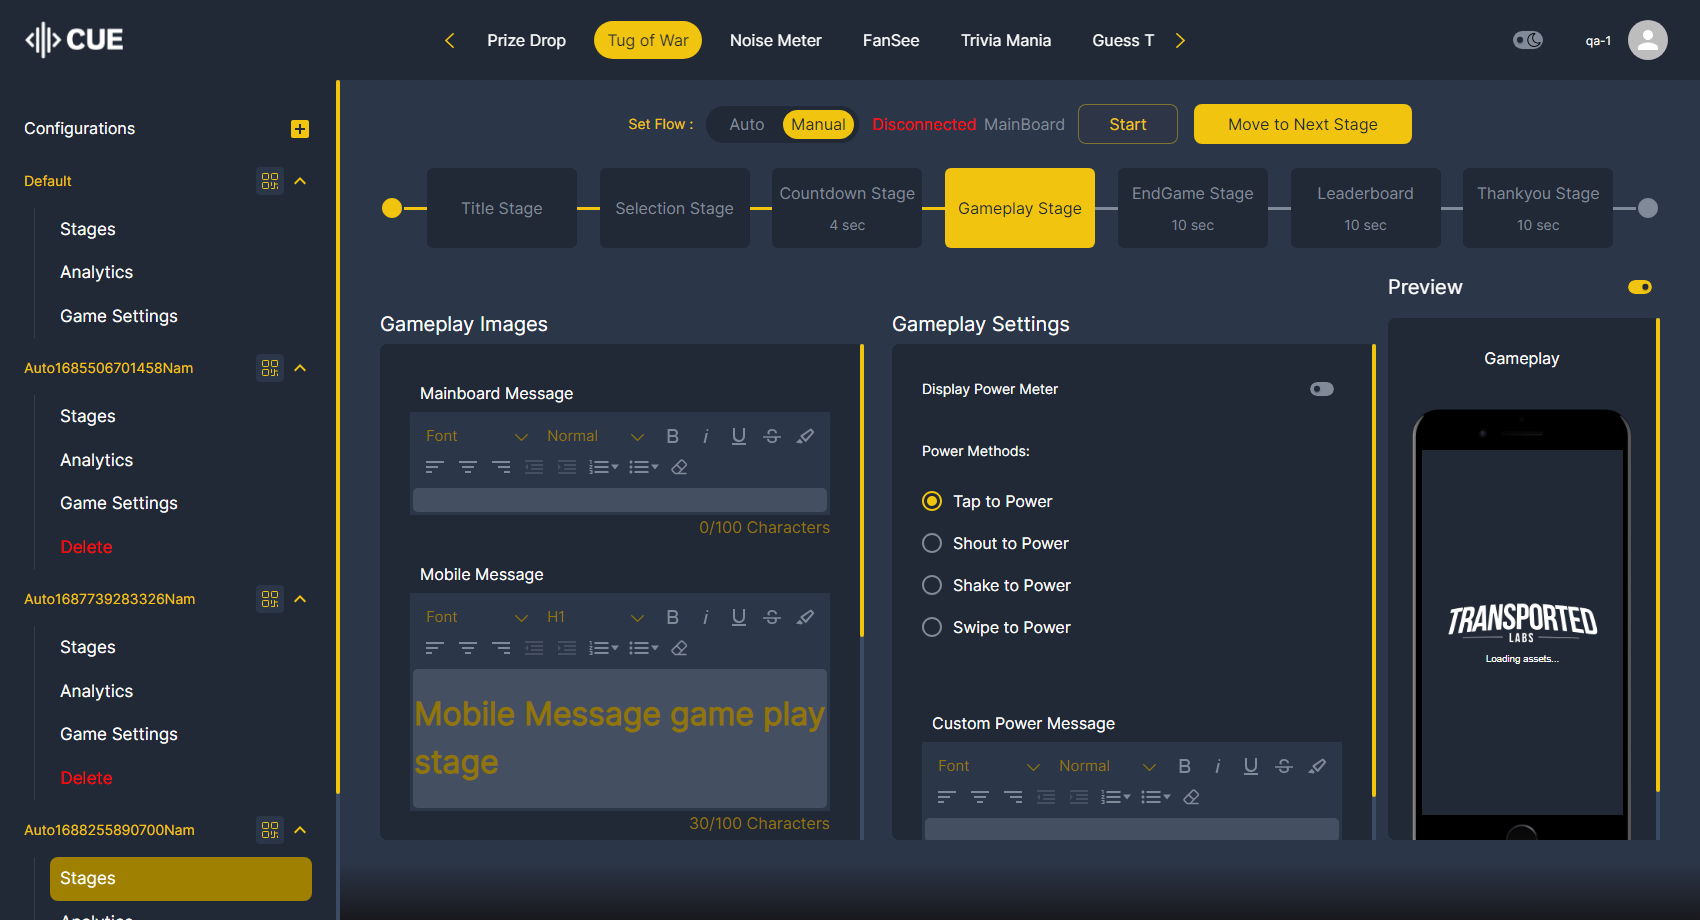 CUE
Prize Drop
Tug of War
Noise Meter
FanSee
Trivia Mania
Guess T
qa-1
Configurations
Default
Stages
Analytics
Game Settings
Auto1685506701458Nam
Stages
Analytics
Game Settings
Delete
Auto1687739283326Nam
Stages
Analytics
Game Settings
Delete
Auto1688255890700Nam
Stages
Analytics
Set Flow :
Auto
Manual
Disconnected MainBoard
Start
Move to Next Stage
Title Stage
Selection Stage
Countdown Stage
4 sec
Gameplay Stage
EndGame Stage
10 sec
Leaderboard
10 sec
Thankyou Stage
10 sec
Gameplay Images
Mainboard Message
Font
Normal
0/100 Characters
Mobile Message
Font
H1
Mobile Message game play
stage
30/100 Characters
Gameplay Settings
Display Power Meter
Power Methods:
Tap to Power
Shout to Power
Shake to Power
Swipe to Power
Custom Power Message
Font
Normal
Preview
Gameplay
TRANSPORTED
LABS
Loading assets...